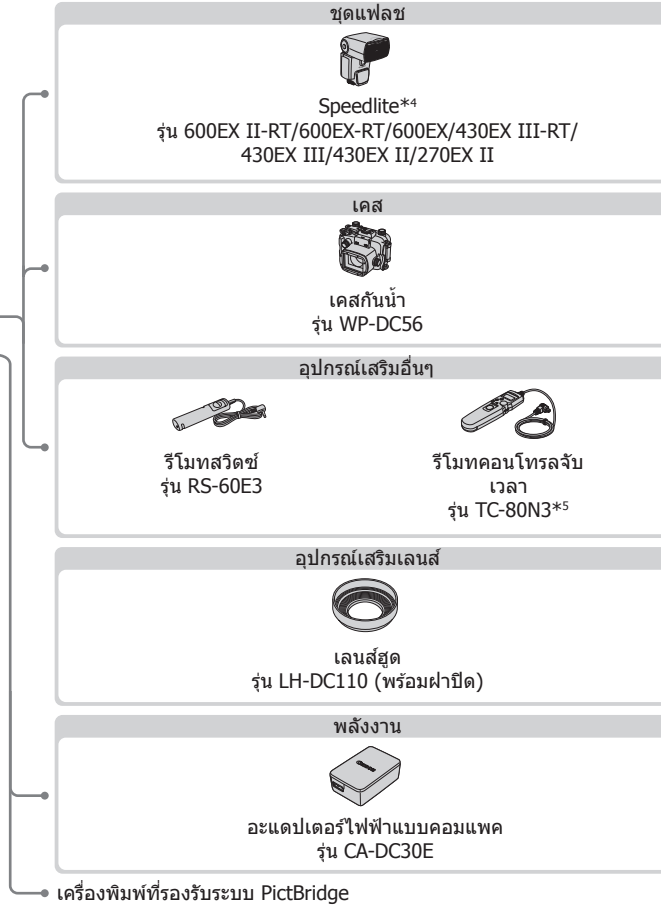 ชุดแฟลช
Speedlite*4
รุ่น 600EX II-RT/600EX-RT/600EX/430EX III-RT/
430EX III/430EX II/270EX II
เคส
เคสกันน้ำ
รุ่น WP-DC56
อุปกรณ์เสริมอื่นๆ
รีโมทสวิตช์
รุ่น RS-60E3
รีโมทคอนโทรลจับ
เวลา
รุ่น TC-80N3*5
อุปกรณ์เสริมเลนส์
เลนส์ฮูด
รุ่น LH-DC110 (พร้อมฝาปิด)
พลังงาน
Canon
อะแดปเตอร์ไฟฟ้าแบบคอมแพค
รุ่น CA-DC30E
เครื่องพิมพ์ที่รองรับระบบ PictBridge